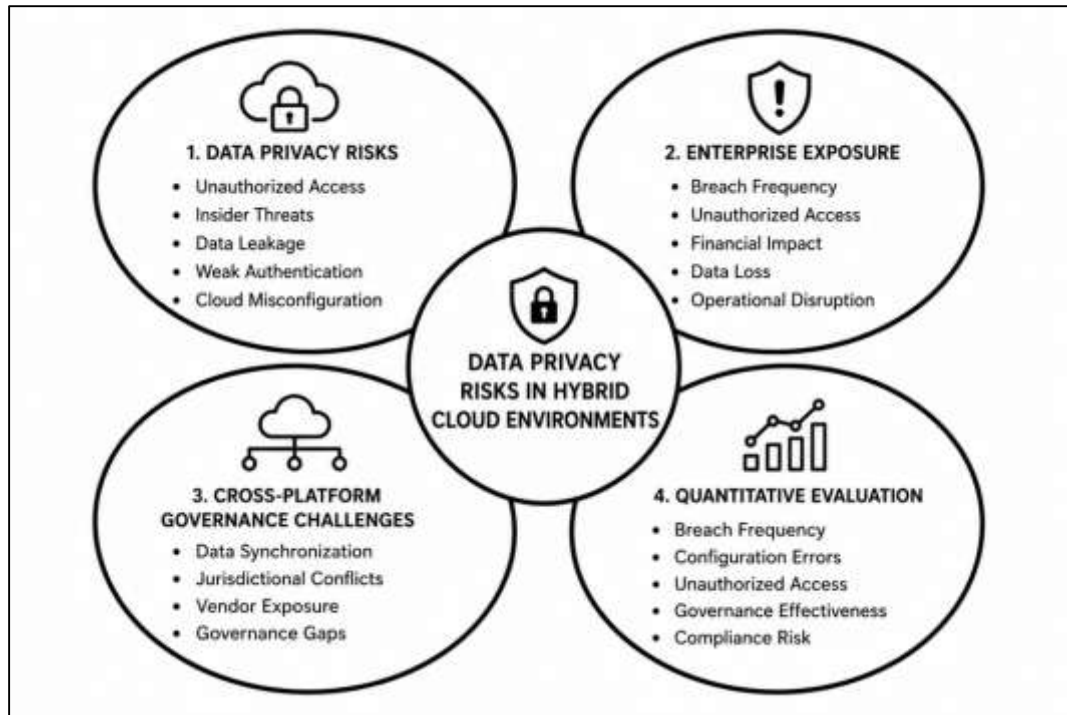 1. DATA PRIVACY RISKS
• Unauthorized Access
• Insider Threats
• Data Leakage
• Weak Authentication
• Cloud Misconfiguration
2. ENTERPRISE EXPOSURE
• Breach Frequency
• Unauthorized Access
• Financial Impact
• Data Loss
• Operational Disruption
DATA PRIVACY
RISKS IN HYBRID
CLOUD ENVIRONMENTS
3. CROSS-PLATFORM
GOVERNANCE CHALLENGES
• Data Synchronization
• Jurisdictional Conflicts
• Vendor Exposure
• Governance Gaps
4. QUANTITATIVE EVALUATION
• Breach Frequency
• Configuration Errors
• Unauthorized Access
• Governance Effectiveness
• Compliance Risk